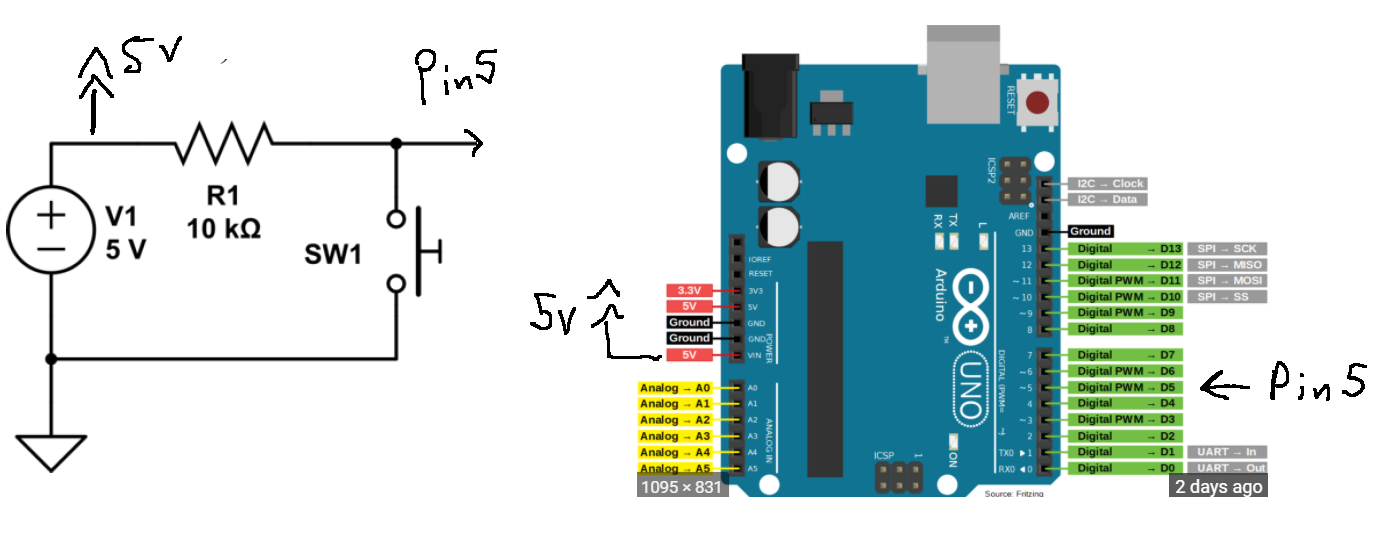 5V
Pin5
R1
10 kΩ
V1
5 V
SW1
RESET
ICSP2
I2C → Clock
I2C → Data
AREF
GND
Ground
13
Digital → D13
SPI → SCK
12
Digital → D12
SPI → MISO
~11
Digital PWM → D11
SPI → MOSI
~10
Digital PWM → D10
SPI → SS
~9
Digital PWM → D9
8
Digital → D8
7
Digital → D7
~6
Digital PWM → D6
~5
Digital PWM → D5
4
Digital → D4
~3
Digital PWM → D3
2
Digital → D2
TX0 ▶ 1
Digital → D1
UART → In
RX0 ◀ 0
Digital → D0
UART → Out
Pin5
RX
TX
L
Arduino
™
UNO
DIGITAL (PWM= ~)
ON
ICSP
1
IOREF
RESET
3.3V
3V3
5V
5V
Ground
GND
Ground
GND
5V
VIN
POWER
5V
Analog → A0
A0
Analog → A1
A1
Analog → A2
A2
Analog → A3
A3
Analog → A4
A4
Analog → A5
A5
ANALOG IN
1095 × 831
Source: Fritzing
2 days ago